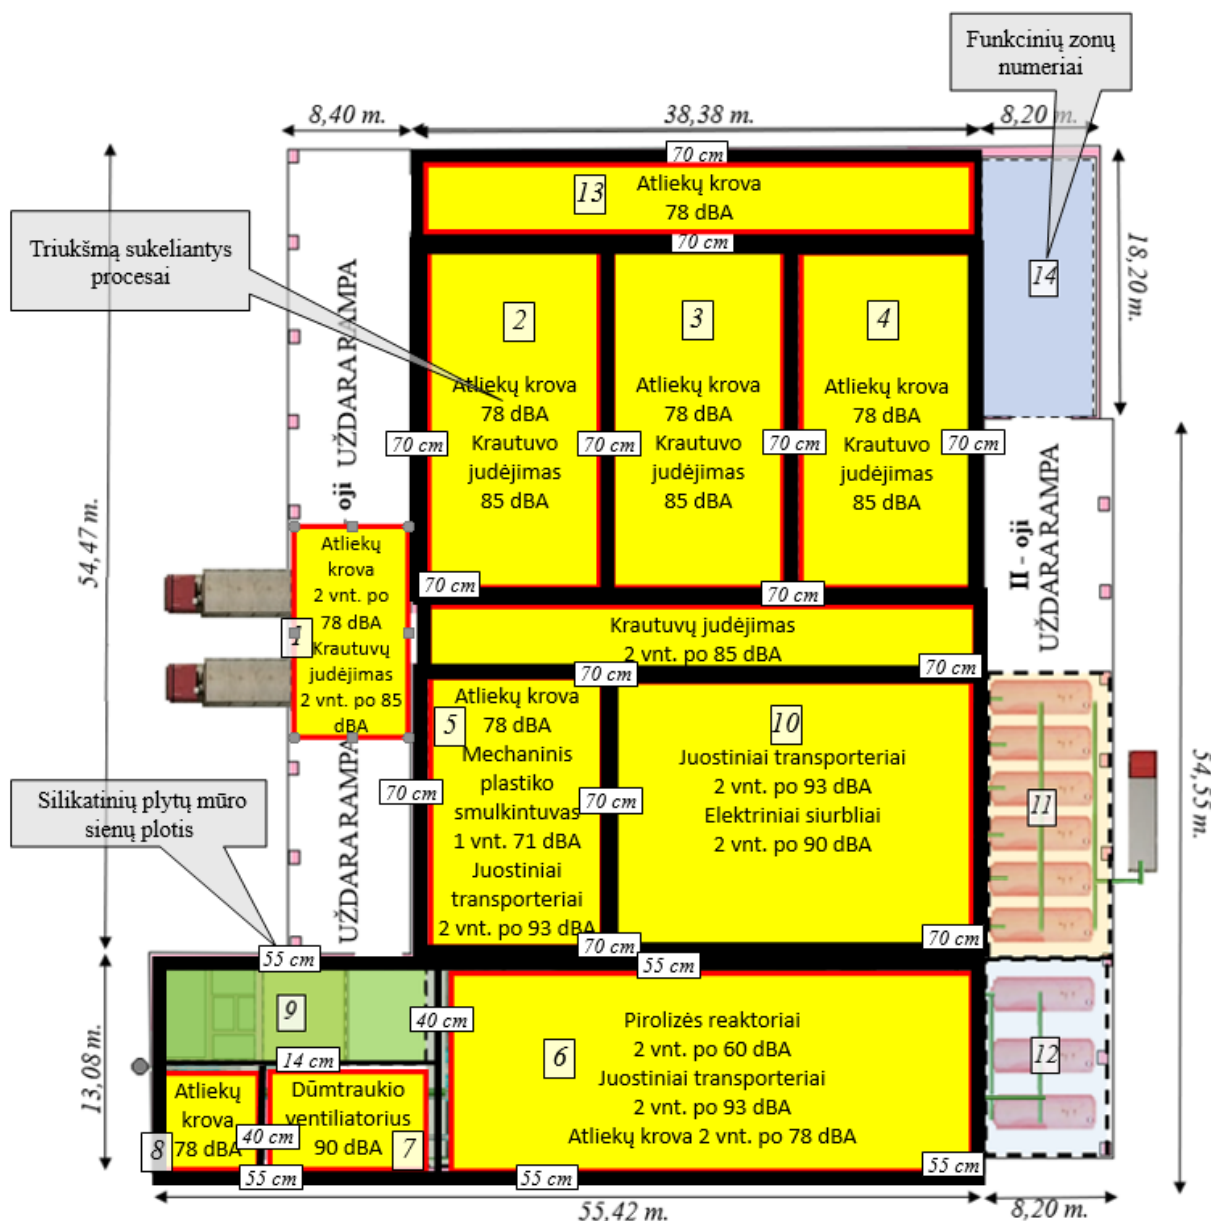 Funkcinių zonų
numeriai
8,40 m.
38,38 m.
8,20 m.
70 cm
13
Atliekų krova
78 dBA
70 cm
Triukšmą sukeliantys
procesai
UŽDARA RAMPA
oji
18,20 m.
14
2
Atliekų krova
78 dBA
Krautuvo
judėjimas
85 dBA
3
Atliekų krova
78 dBA
Krautuvo
judėjimas
85 dBA
4
Atliekų krova
78 dBA
Krautuvo
judėjimas
85 dBA
70 cm
70 cm
70 cm
70 cm
54,47 m.
II - oji
UŽDARA RAMPA
Atliekų
krova
2 vnt. po
78 dBA
Krautuvų
judėjimas
2 vnt. po 85
dBA
70 cm
70 cm
Krautuvų judėjimas
2 vnt. po 85 dBA
70 cm
70 cm
5
Atliekų krova
78 dBA
Mechaninis
plastiko
smulkintuvas
1 vnt. 71 dBA
Juostiniai
transporteriai
2 vnt. po 93 dBA
10
Juostiniai transporteriai
2 vnt. po 93 dBA
Elektriniai siurbliai
2 vnt. po 90 dBA
70 cm
70 cm
UŽDARA RAMPA
11
54,55 m.
Silikatinių plytų mūro
sienų plotis
70 cm
70 cm
55 cm
55 cm
9
40 cm
14 cm
13,08 m.
6
Pirolizės reaktoriai
2 vnt. po 60 dBA
Juostiniai transporteriai
2 vnt. po 93 dBA
Atliekų krova 2 vnt. po 78 dBA
12
Atliekų
krova
78 dBA
8
40 cm
Dūmtraukio
ventiliatorius
90 dBA
7
55 cm
55 cm
55 cm
55,42 m.
8,20 m.